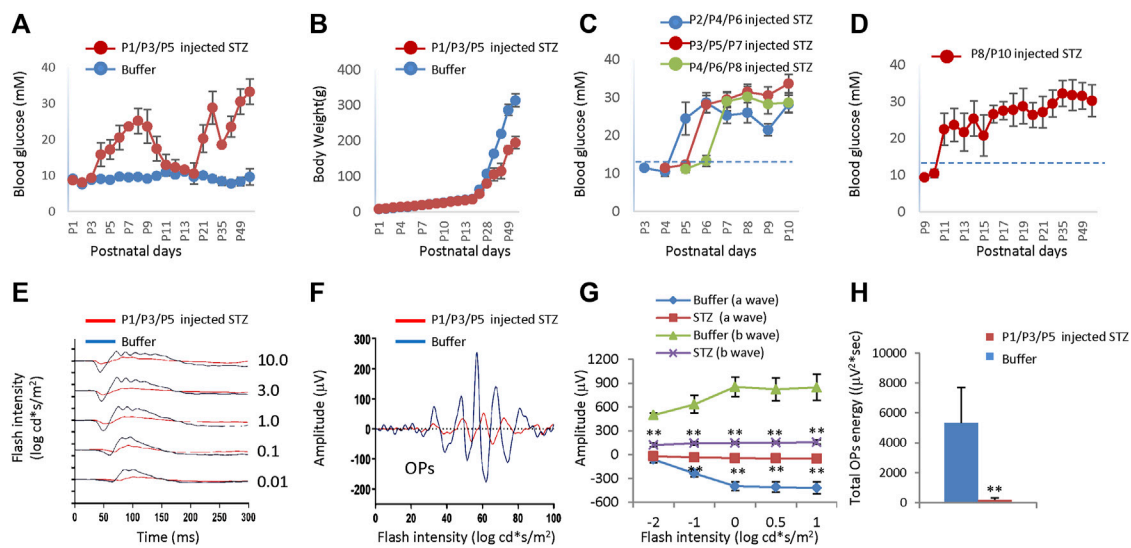 A
P1/P3/P5 injected STZ
Buffer
Blood glucose (mM)
40
30
20
10
0
P1
P3
P5
P7
P9
P11
P13
P21
P35
P49
Postnatal days
B
P1/P3/P5 injected STZ
Buffer
Body Weight(g)
400
300
200
100
0
P1
P4
P7
P10
P13
P28
P49
Postnatal days
C
P2/P4/P6 injected STZ
P3/P5/P7 injected STZ
P4/P6/P8 injected STZ
Blood glucose (mM)
40
30
20
10
0
P3
P4
P5
P6
P7
P8
P9
P10
Postnatal days
D
P8/P10 injected STZ
Blood glucose (mM)
40
30
20
10
0
P9
P11
P13
P15
P17
P19
P21
P35
P49
Postnatal days
E
P1/P3/P5 injected STZ
Buffer
Flash intensity
(log cd*s/m²)
10.0
3.0
1.0
0.1
0.01
0
50
100
150
200
250
300
Time (ms)
F
P1/P3/P5 injected STZ
Buffer
Amplitude (µV)
300
200
100
0
-100
-200
-300
OPs
0
20
40
60
80
100
Flash intensity (log cd*s/m²)
G
Buffer (a wave)
STZ (a wave)
Buffer (b wave)
STZ (b wave)
Amplitude (µV)
1200
900
600
300
0
-300
-600
** ** ** ** **
** ** ** **
-2
-1
0
0.5
1
Flash intensity (log cd*s/m²)
H
P1/P3/P5 injected STZ
Buffer
Total OPs energy (µV²*sec)
10000
8000
6000
4000
2000
0
**